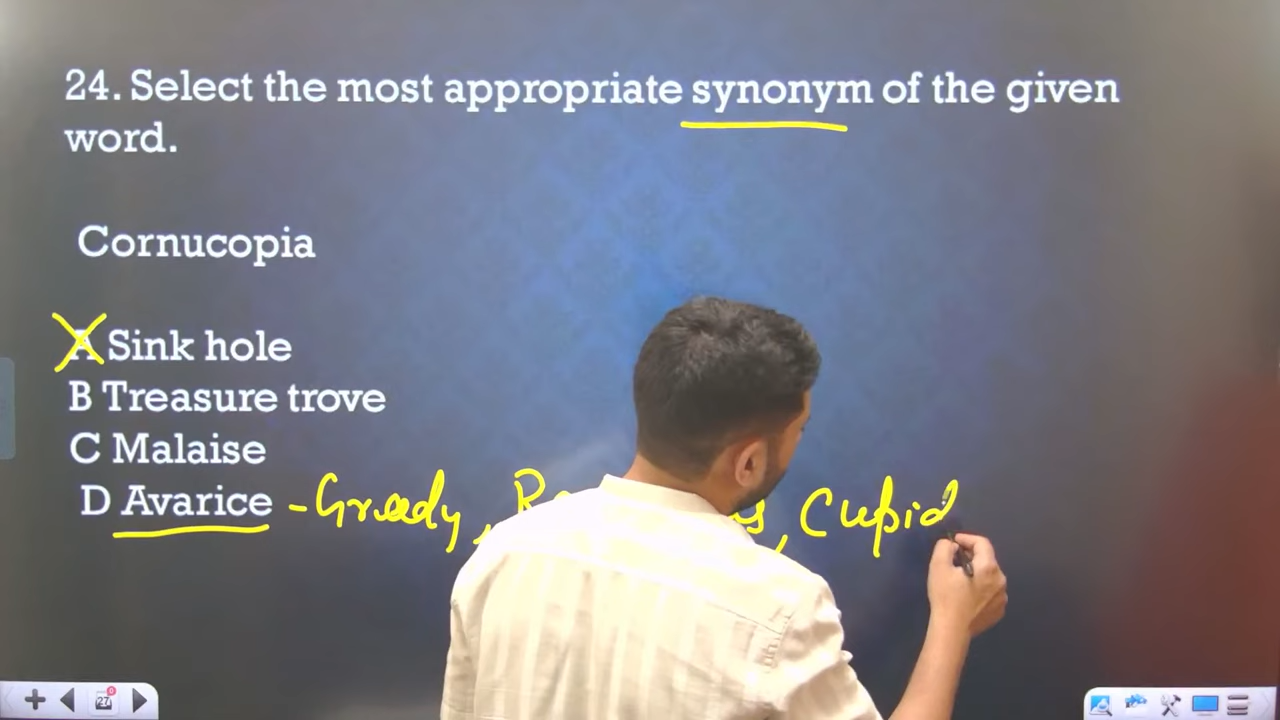 24. Select the most appropriate synonym of the given
word.
Cornucopia
A Sink hole
B Treasure trove
C Malaise
D Avarice - Greedy, , Cupid
27